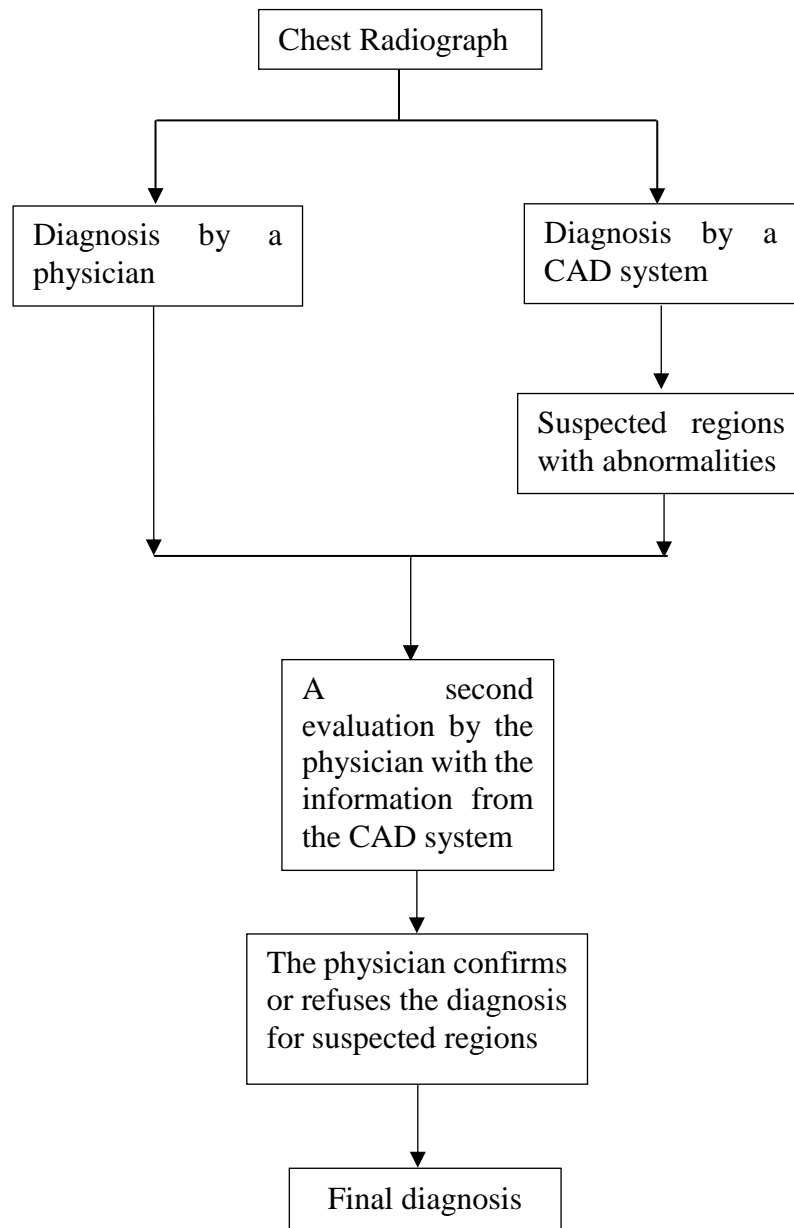 Chest Radiograph
Diagnosis by a
physician
Diagnosis by a
CAD system
Suspected regions
with abnormalities
A second
evaluation by the
physician with the
information from
the CAD system
The physician confirms
or refuses the diagnosis
for suspected regions
Final diagnosis